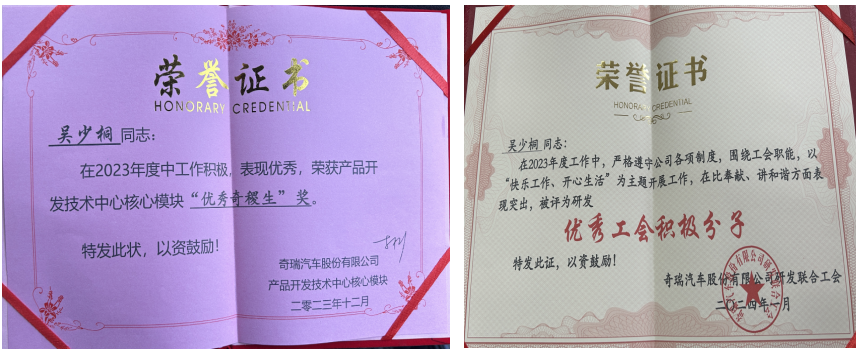 荣誉证书
HONORARY CREDENTIAL
吴少桐 同志：
在2023年度中工作积极，表现优秀，荣获产品开
发技术中心核心模块“优秀奇稷生”奖。
特发此状，以资鼓励！
奇瑞汽车股份有限公司
产品开发技术中心核心模块
二零二三年十二月
荣誉证书
HONORARY CREDENTIAL
吴少桐 同志：
在2023年度工作中，严格遵守公司各项制度，围绕工会职能，以
“快乐工作、开心生活”为主题开展工作，在比奉献、讲和谐方面表
现突出，被评为研发
优秀工会积极分子
特发此证，以资鼓励！
奇瑞汽车股份有限公司研发联合工会
二〇二四年一月